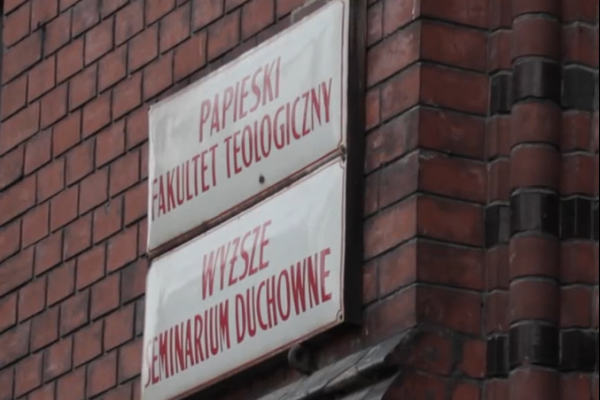 PAPIESKI
FAKULTET TEOLOGICZNY
WYŻSZE
SEMINARIUM DUCHOWNE